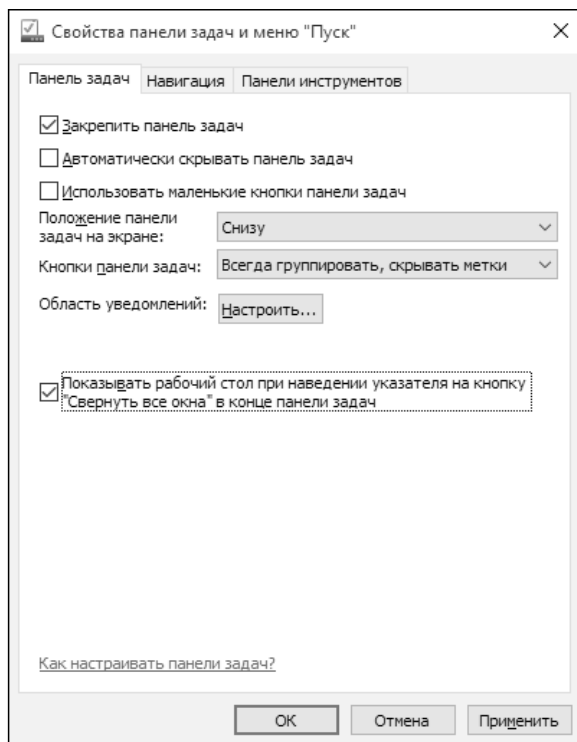 Свойства панели задач и меню "Пуск"
Панель задач
Навигация
Панели инструментов
Закрепить панель задач
Автоматически скрывать панель задач
Использовать маленькие кнопки панели задач
Положение панели
задач на экране:
Снизу
Кнопки панели задач:
Всегда группировать, скрывать метки
Область уведомлений:
Настроить...
Показывать рабочий стол при наведении указателя на кнопку
"Свернуть все окна" в конце панели задач
Как настраивать панели задач?
ОК
Отмена
Применить